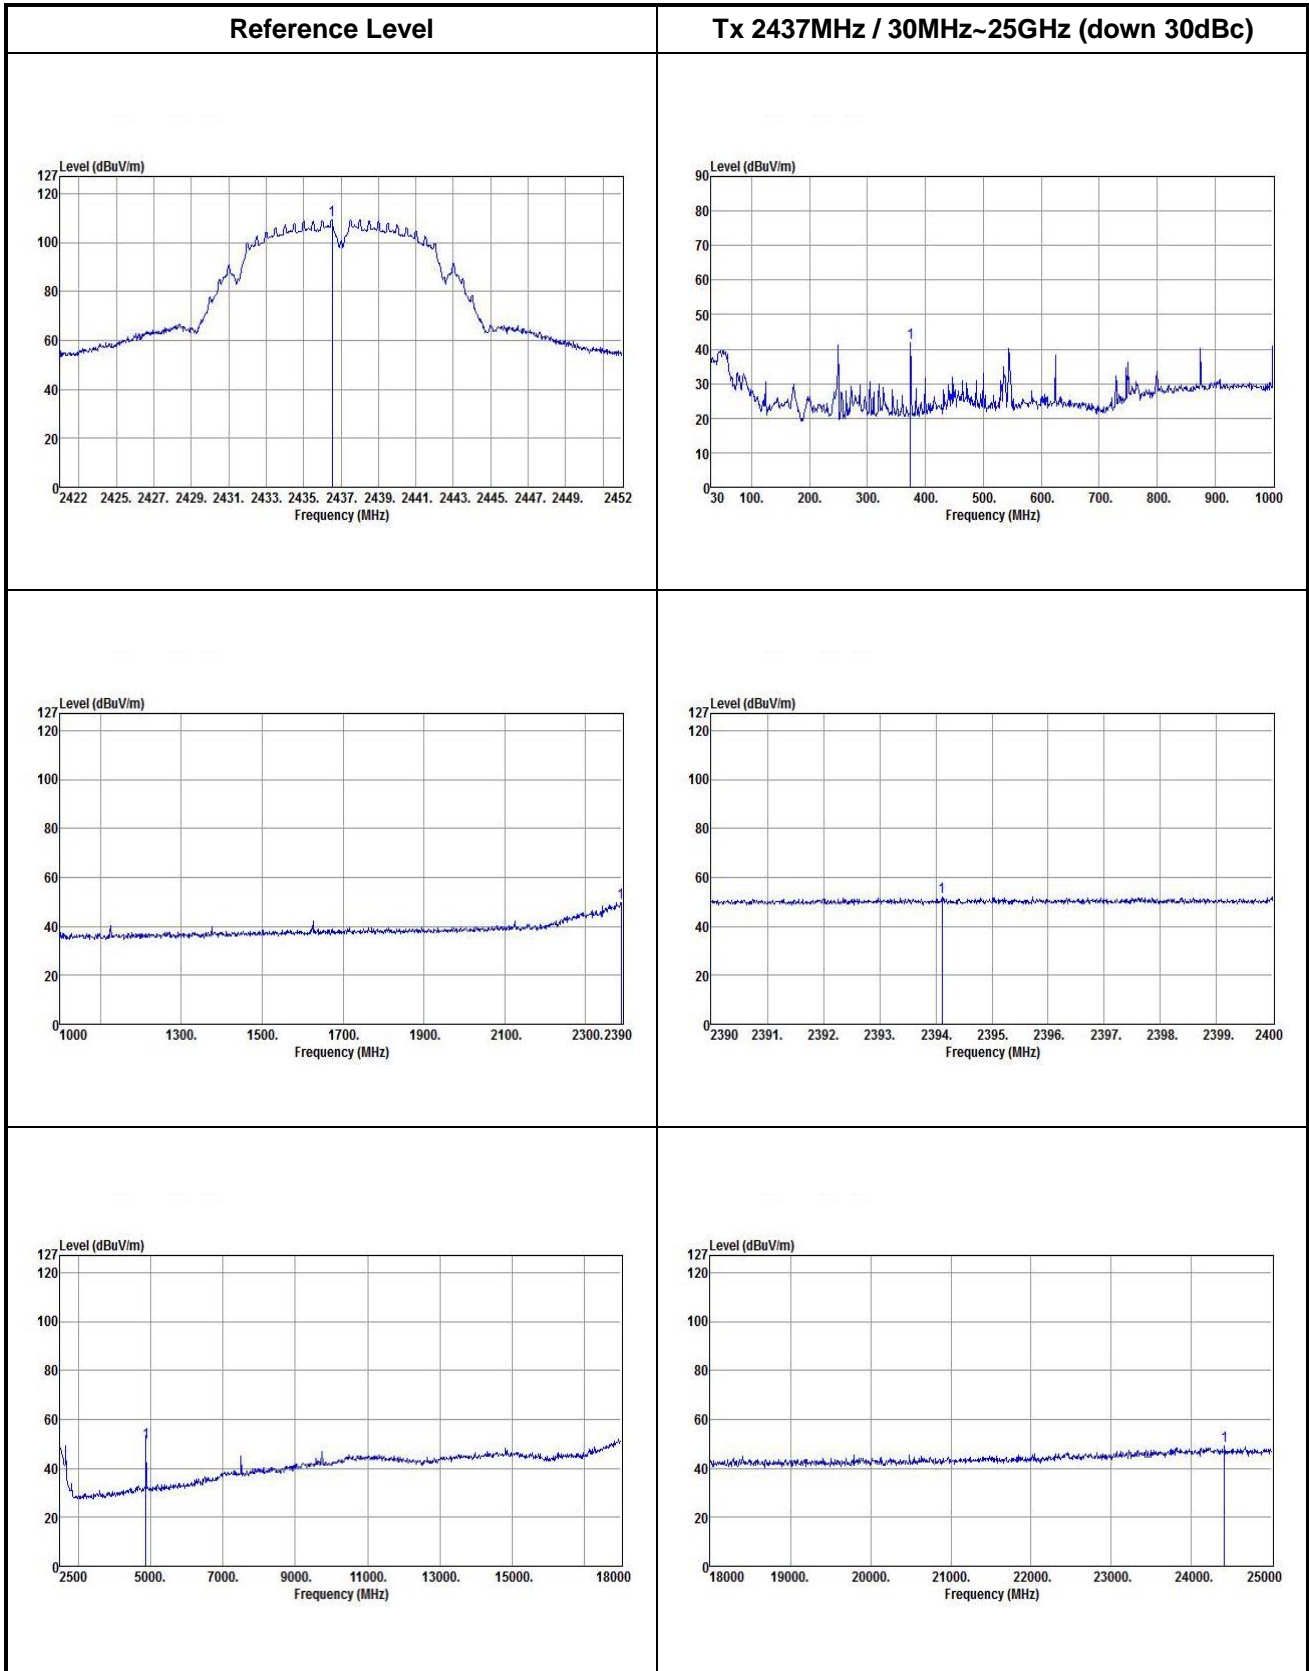 Reference Level
Tx 2437MHz / 30MHz~25GHz (down 30dBc)
127 Level (dBuV/m)
120
1
100
80
60
40
20
0
2422 2425. 2427. 2429. 2431. 2433. 2435. 2437. 2439. 2441. 2443. 2445. 2447. 2449. 2452
Frequency (MHz)
90 Level (dBuV/m)
80
70
60
50
1
40
30
20
10
0
30 100. 200. 300. 400. 500. 600. 700. 800. 900. 1000
Frequency (MHz)
127 Level (dBuV/m)
120
100
80
60
1
40
20
0
1000 1300. 1500. 1700. 1900. 2100. 2300. 2390
Frequency (MHz)
127 Level (dBuV/m)
120
100
80
60
1
40
20
0
2390 2391. 2392. 2393. 2394. 2395. 2396. 2397. 2398. 2399. 2400
Frequency (MHz)
127 Level (dBuV/m)
120
100
80
60
1
40
20
0
2500 5000. 7000. 9000. 11000. 13000. 15000. 18000
Frequency (MHz)
127 Level (dBuV/m)
120
100
80
60
1
40
20
0
18000 19000. 20000. 21000. 22000. 23000. 24000. 25000
Frequency (MHz)